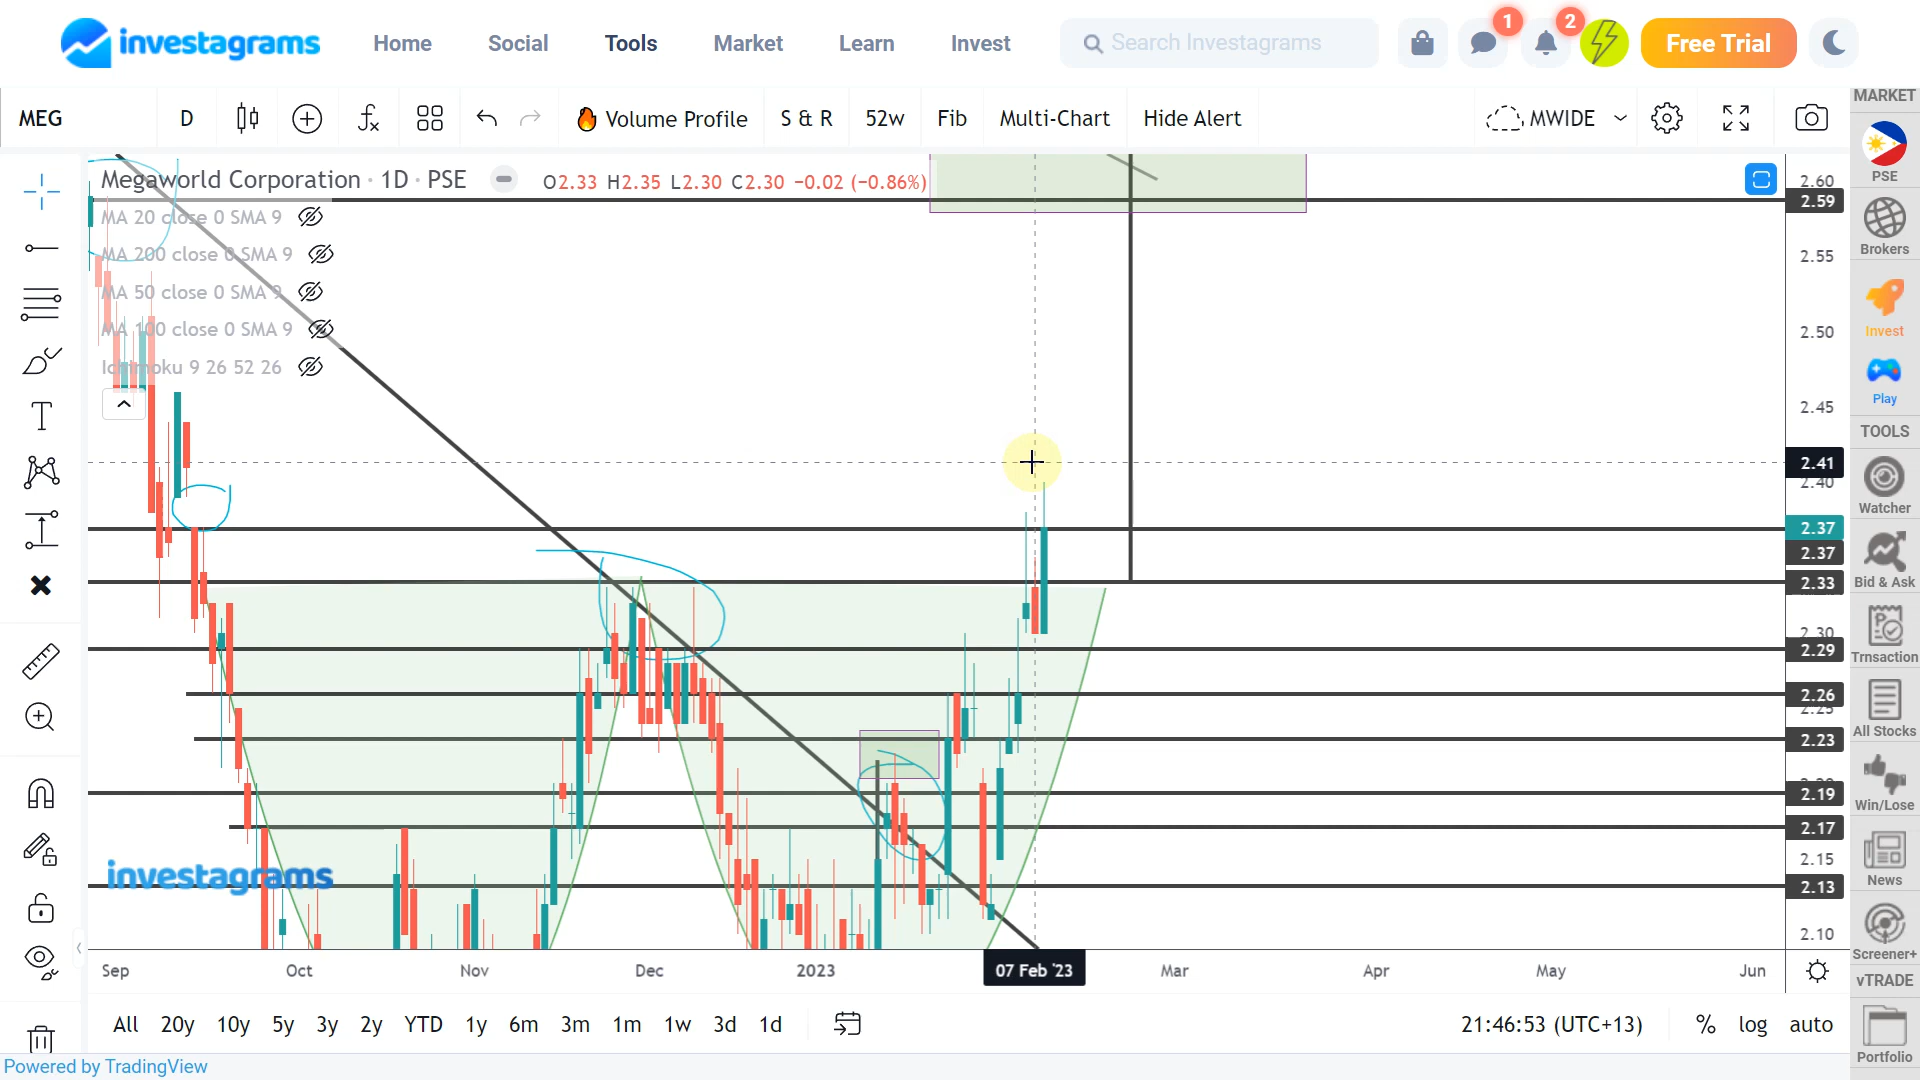 investagrams Home Social Tools Market Learn Invest Search Investagrams 1 2 Free Trial
MEG D Volume Profile S & R 52w Fib Multi-Chart Hide Alert MWIDE
Megaworld Corporation · 1D · PSE O2.33 H2.35 L2.30 C2.30 −0.02 (−0.86%)
MA 20 close 0 SMA 9
MA 200 close 0 SMA 9
MA 50 close 0 SMA 9
MA 100 close 0 SMA 9
Ichimoku 9 26 52 26
2.60
2.59
2.55
2.50
2.45
2.41
2.40
2.37
2.37
2.33
2.30
2.29
2.26
2.25
2.23
2.19
2.17
2.15
2.13
2.10
investagrams
Sep Oct Nov Dec 2023 07 Feb '23 Mar Apr May Jun
All 20y 10y 5y 3y 2y YTD 1y 6m 3m 1m 1w 3d 1d 21:46:53 (UTC+13) % log auto
Powered by TradingView
MARKET
PSE
Brokers
Invest
Play
TOOLS
Watcher
Bid & Ask
Trnsaction
All Stocks
Win/Lose
News
Screener+
vTRADE
Portfolio